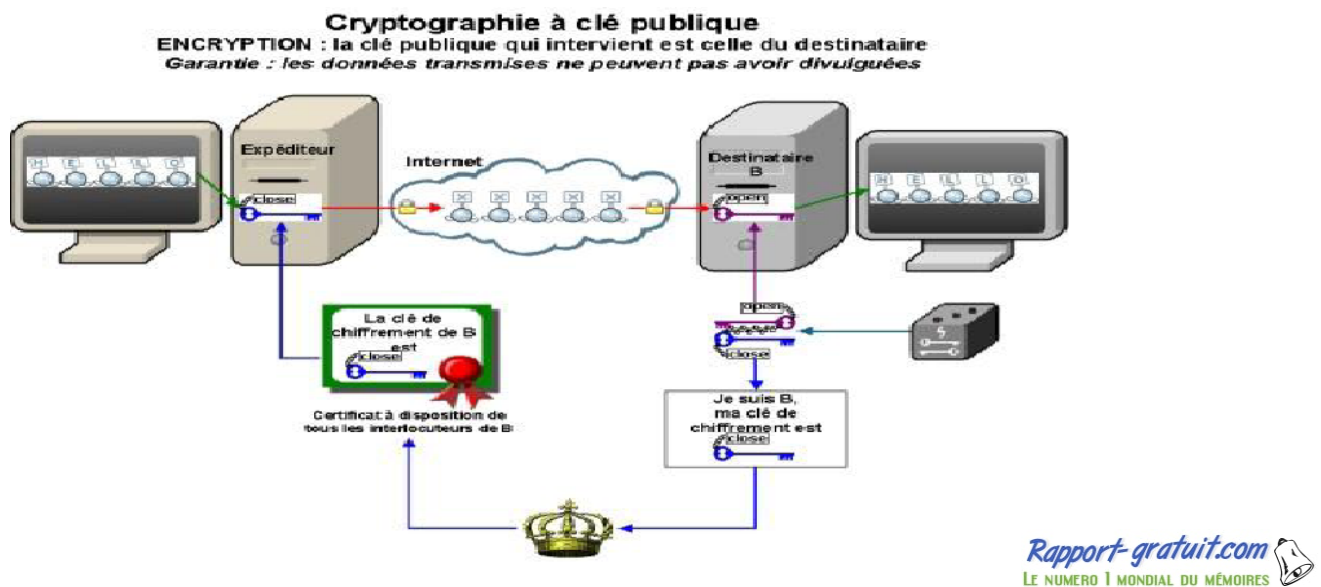 Cryptographie à clé publique
ENCRYPTION : la clé publique qui intervient est celle du destinataire
Garantie : les données transmises ne peuvent pas avoir divulguées
H E L L O
Expéditeur
close
Internet
X X X X X
Destinataire
B
open
H E L L O
La clé de
chiffrement de B
est
close
Certificat à disposition de
tous les interlocuteurs de B
open
close
Je suis B,
ma clé de
chiffrement est
close
Rapport-gratuit.com
LE NUMERO 1 MONDIAL DU MÉMOIRES